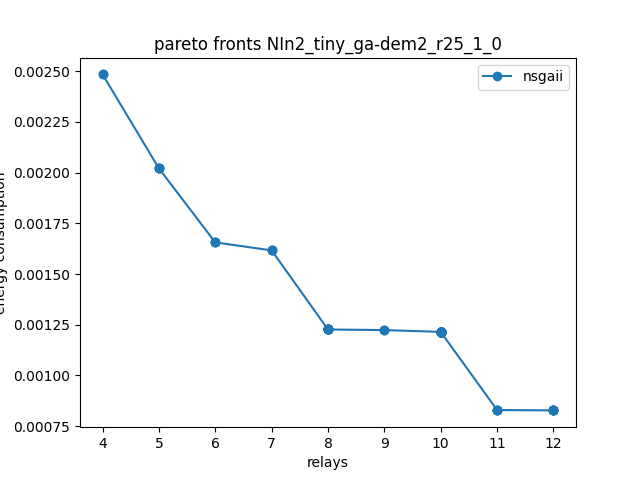 pareto fronts NIn2_tiny_ga-dem2_r25_1_0
nsgaii
0.00250
0.00225
0.00200
0.00175
0.00150
0.00125
0.00100
0.00075
energy consumption
4 5 6 7 8 9 10 11 12
relays